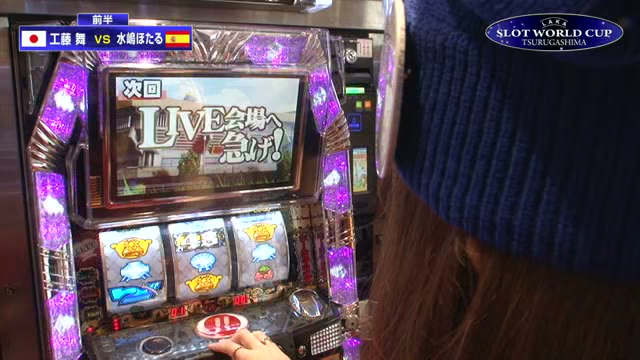 前半
工藤 舞 VS 水嶋ほたる
AKA
SLOT WORLD CUP
TSURUGASHIMA
次回
LIVE会場へ
急げ!